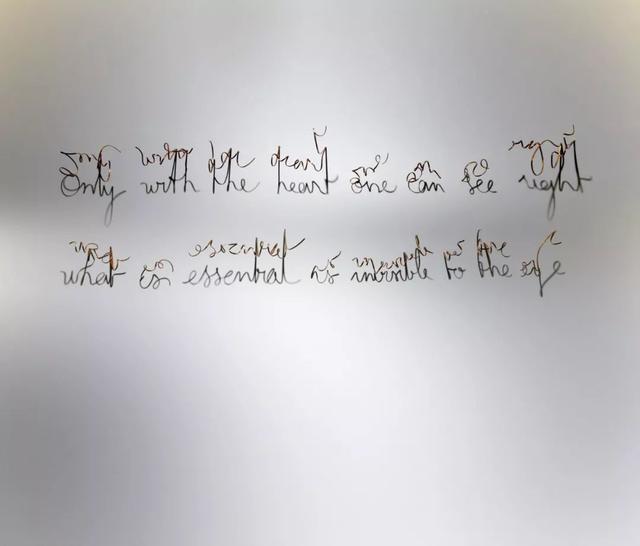 Only with the heart one can see right
what is essential is invisible to the eye